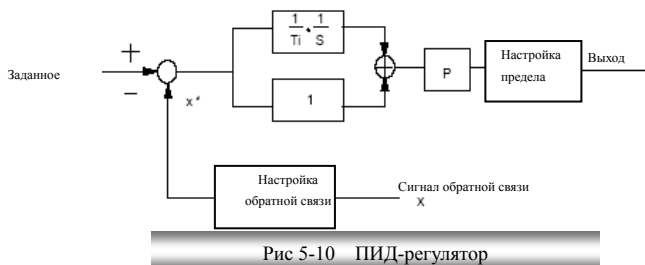 1 1
Ti . S
+
Заданное
−
x*
1
P
Настройка
предела
Выход
Настройка
обратной связи
Сигнал обратной связи
X
Рис 5-10 ПИД-регулятор